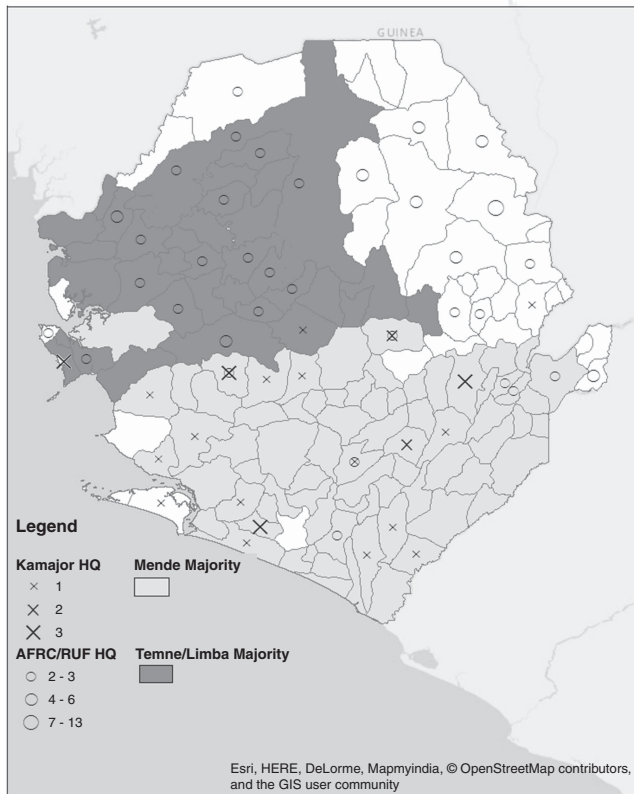 GUINEA
Legend
Kamajor HQ
1
2
3
AFRC/RUF HQ
2 - 3
4 - 6
7 - 13
Mende Majority
Temne/Limba Majority
Esri, HERE, DeLorme, Mapmyindia, © OpenStreetMap contributors,
and the GIS user community